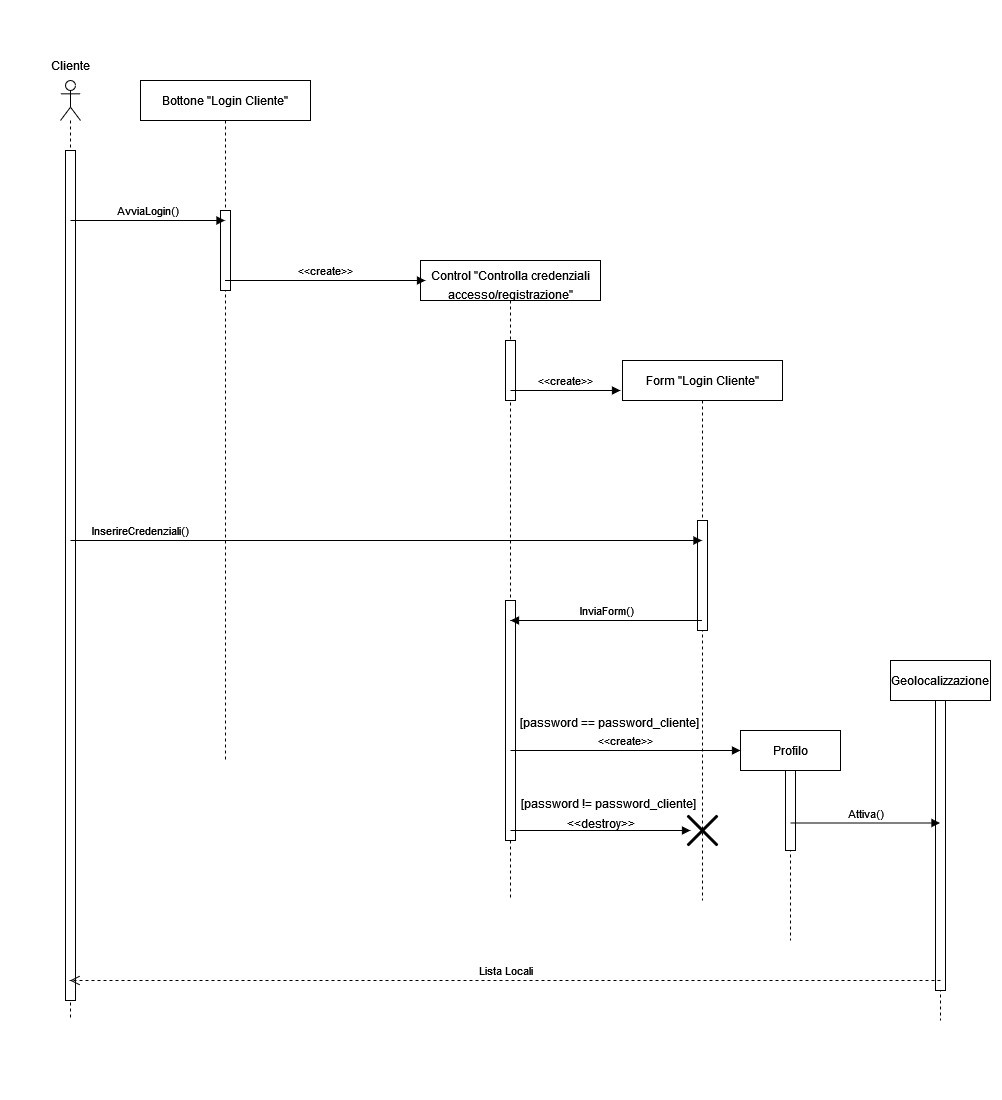 Cliente
Bottone "Login Cliente"
AvviaLogin()
<<create>>
Control "Controlla credenziali
accesso/registrazione"
<<create>>
Form "Login Cliente"
InserireCredenziali()
InviaForm()
Geolocalizzazione
[password == password_cliente]
<<create>>
Profilo
[password != password_cliente]
<<destroy>>
Attiva()
Lista Locali